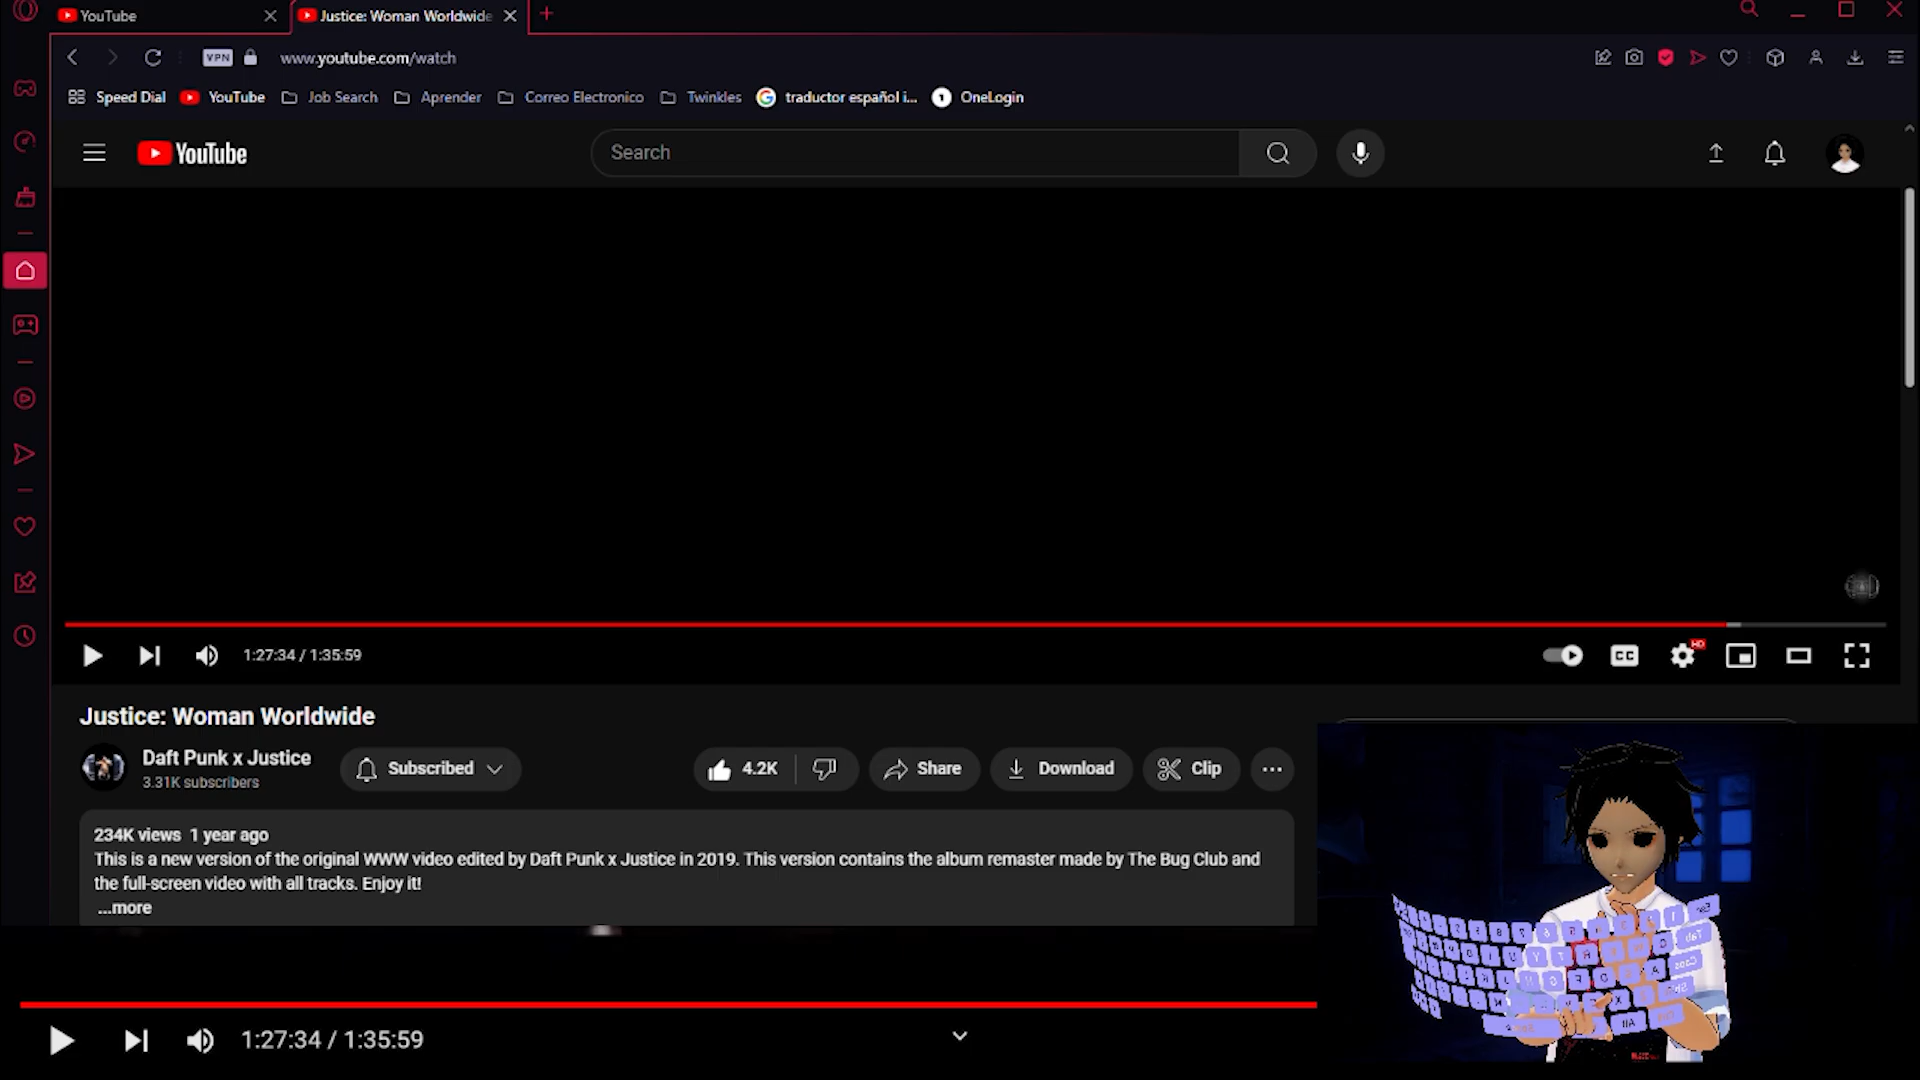 YouTube
Justice: Woman Worldwide
VPN
www.youtube.com/watch
Speed Dial
YouTube
Job Search
Aprender
Correo Electronico
Twinkles
traductor español i...
OneLogin
YouTube
Search
1:27:34 / 1:35:59
CC
HD
Justice: Woman Worldwide
Daft Punk x Justice
3.31K subscribers
Subscribed
4.2K
Share
Download
Clip
234K views 1 year ago
This is a new version of the original WWW video edited by Daft Punk x Justice in 2019. This version contains the album remaster made by The Bug Club and
the full-screen video with all tracks. Enjoy it!
...more
1:27:34 / 1:35:59